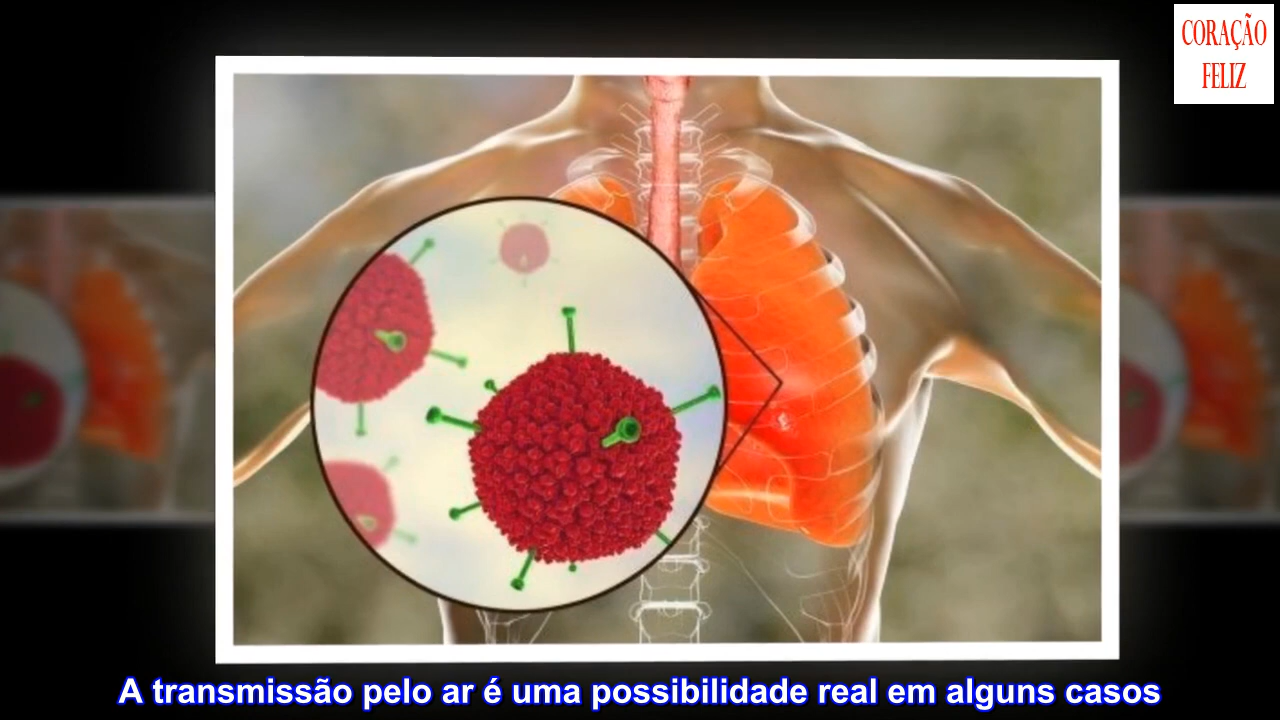 CORAÇÃO
FELIZ
A transmissão pelo ar é uma possibilidade real em alguns casos